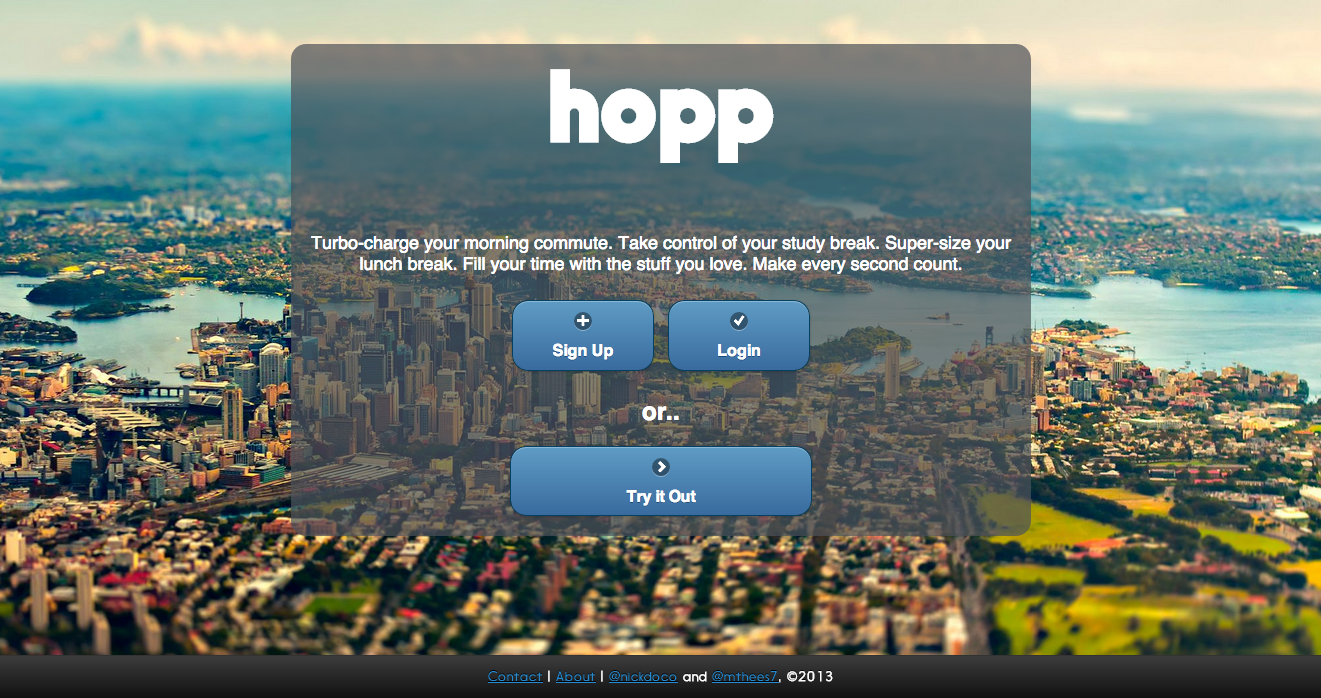 hopp
Turbo-charge your morning commute. Take control of your study break. Super-size your
lunch break. Fill your time with the stuff you love. Make every second count.
Sign Up
Login
or..
Try it Out
Contact | About | @nickdoco and @mthees7, ©2013